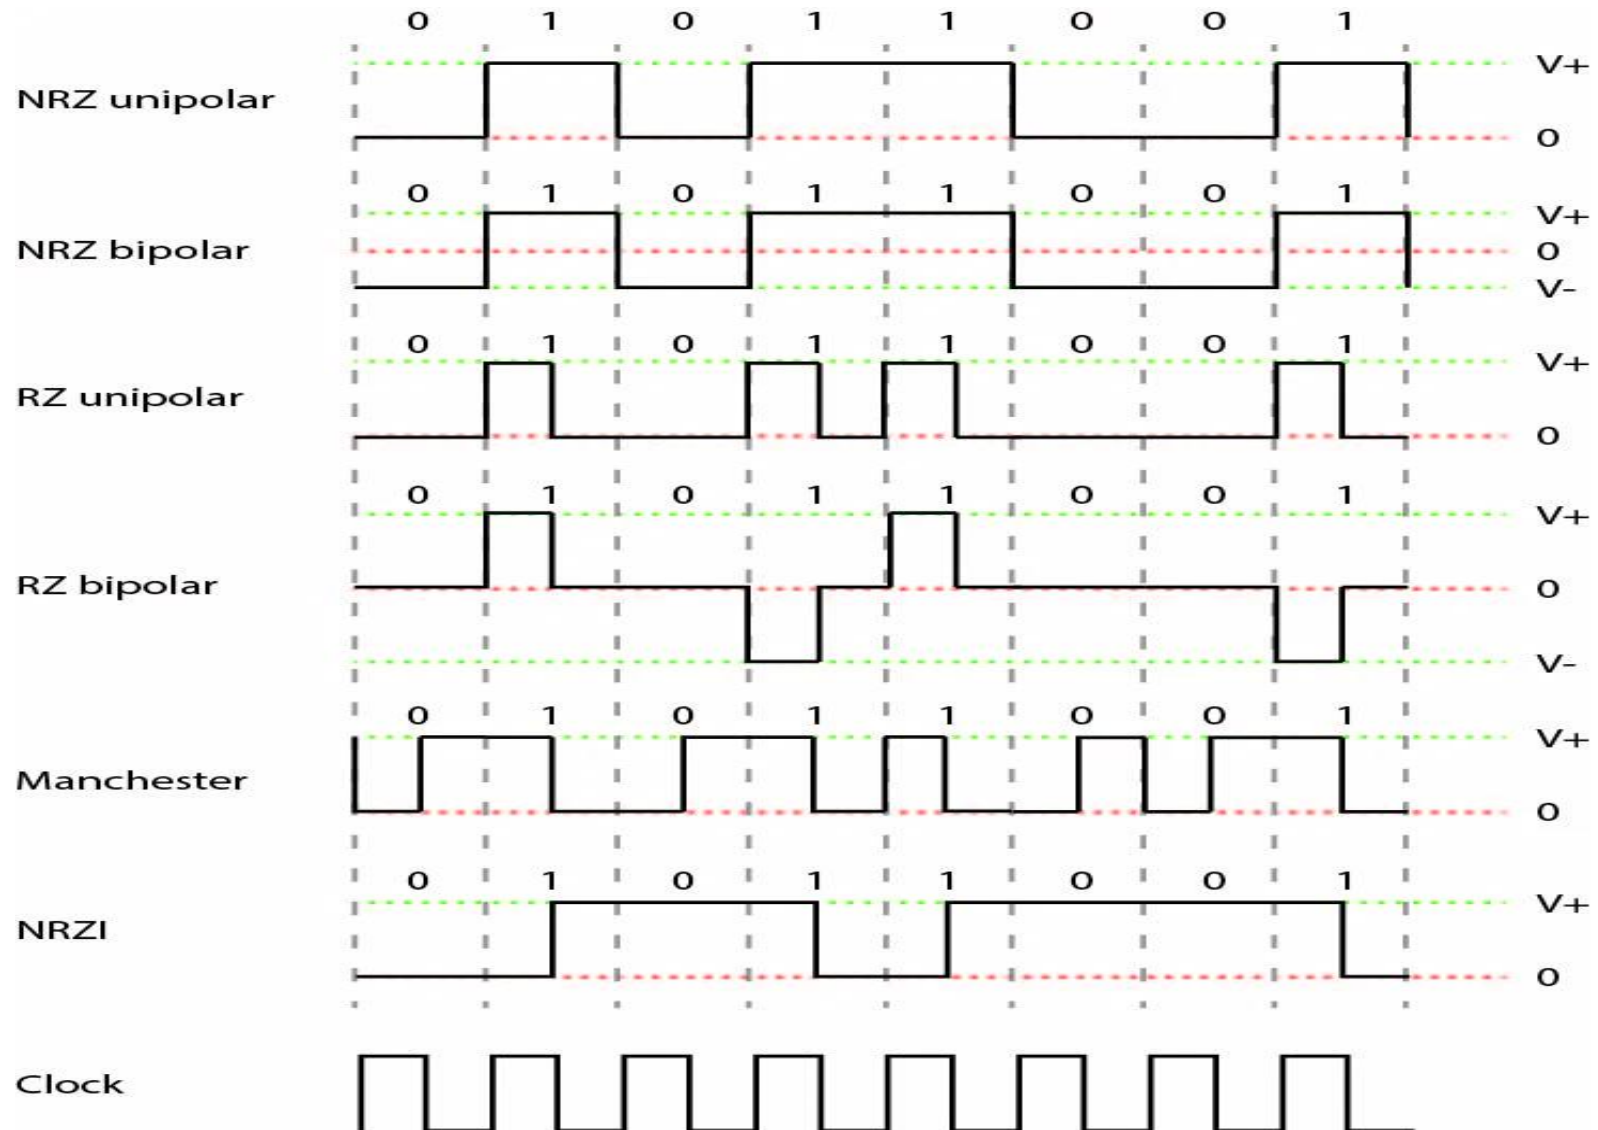 0 1 0 1 1 0 0 1
V+
NRZ unipolar
0
0 1 0 1 1 0 0 1
V+
NRZ bipolar 0
V-
0 1 0 1 1 0 0 1
V+
RZ unipolar
0
0 1 0 1 1 0 0 1
V+
RZ bipolar 0
V-
0 1 0 1 1 0 0 1
V+
Manchester
0
0 1 0 1 1 0 0 1
V+
NRZI
0
Clock